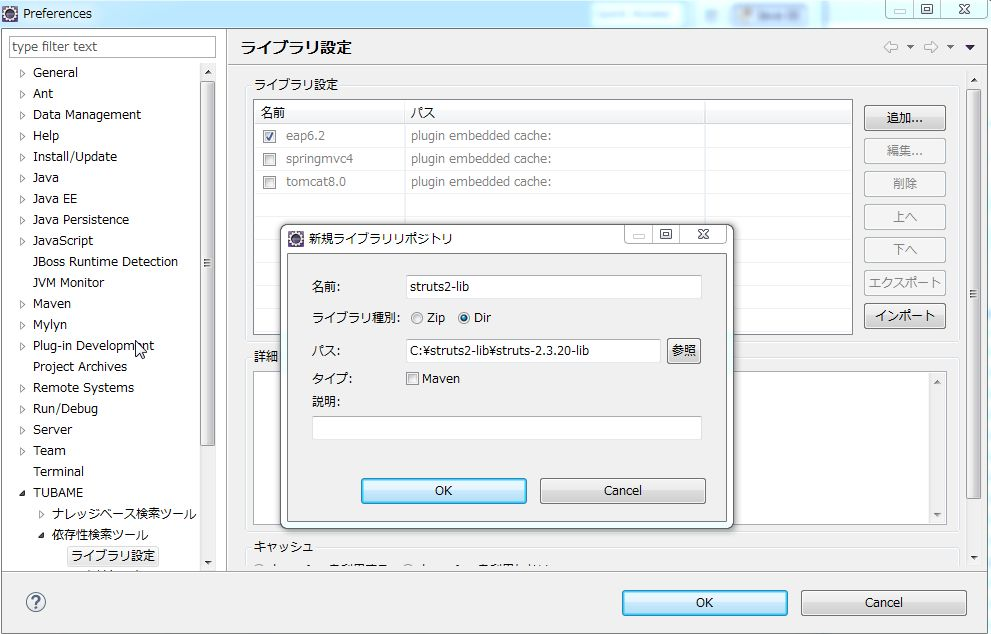 Preferences
type filter text
General
Ant
Data Management
Help
Install/Update
Java
Java EE
Java Persistence
JavaScript
JBoss Runtime Detection
JVM Monitor
Maven
Mylyn
Plug-in Development
Project Archives
Remote Systems
Run/Debug
Server
Team
Terminal
TUBAME
ナレッジベース検索ツール
依存性検索ツール
ライブラリ設定
ライブラリ設定
ライブラリ設定
名前 パス
eap6.2 plugin embedded cache:
springmvc4 plugin embedded cache:
tomcat8.0 plugin embedded cache:
追加...
編集...
削除
上へ
下へ
エクスポート
インポート
詳細
キャッシュ
新規ライブラリリポジトリ
名前: struts2-lib
ライブラリ種別: Zip Dir
パス: C:¥struts2-lib¥struts-2.3.20-lib 参照
タイプ: Maven
説明:
OK Cancel
OK Cancel